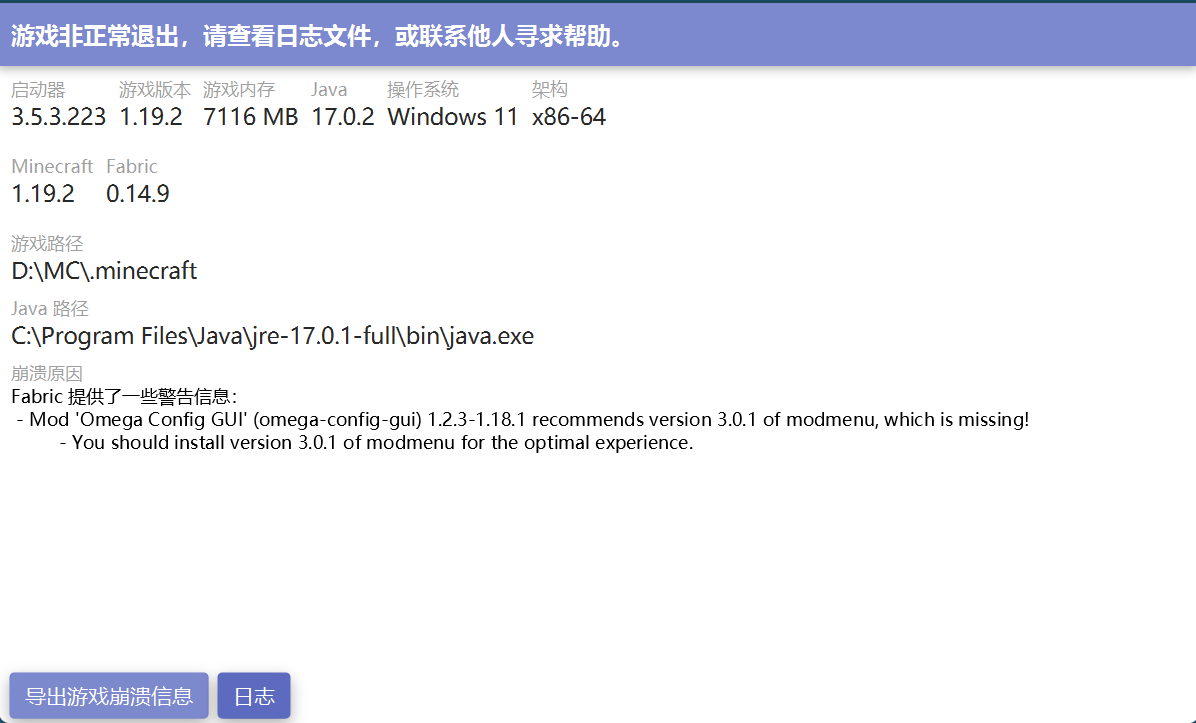 游戏非正常退出，请查看日志文件，或联系他人寻求帮助。
启动器 游戏版本 游戏内存 Java 操作系统 架构
3.5.3.223 1.19.2 7116 MB 17.0.2 Windows 11 x86-64
Minecraft Fabric
1.19.2 0.14.9
游戏路径
D:\MC\.minecraft
Java 路径
C:\Program Files\Java\jre-17.0.1-full\bin\java.exe
崩溃原因
Fabric 提供了一些警告信息：
- Mod 'Omega Config GUI' (omega-config-gui) 1.2.3-1.18.1 recommends version 3.0.1 of modmenu, which is missing!
- You should install version 3.0.1 of modmenu for the optimal experience.
导出游戏崩溃信息 日志